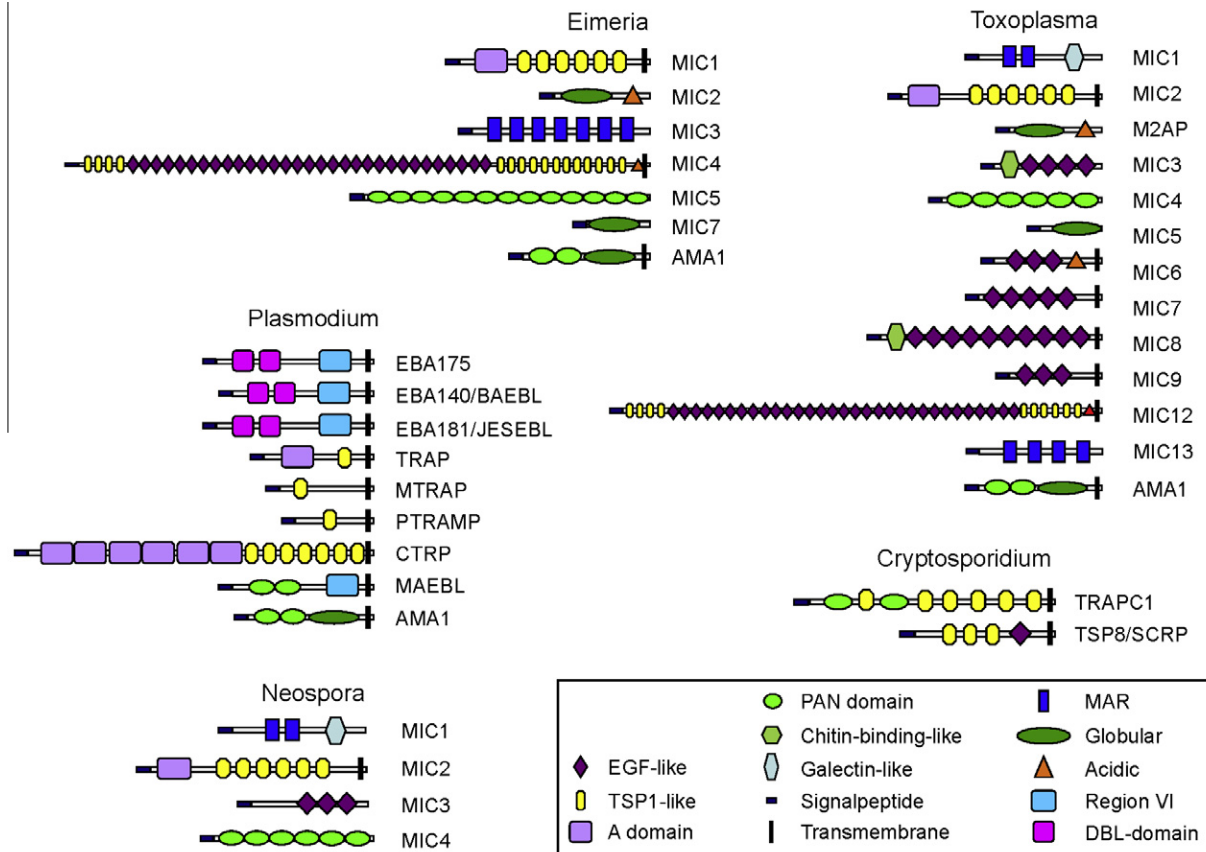 Eimeria
MIC1
MIC2
MIC3
MIC4
MIC5
MIC7
AMA1
Toxoplasma
MIC1
MIC2
M2AP
MIC3
MIC4
MIC5
MIC6
MIC7
MIC8
MIC9
MIC12
MIC13
AMA1
Plasmodium
EBA175
EBA140/BAEBL
EBA181/JESEBL
TRAP
MTRAP
PTRAMP
CTRP
MAEBL
AMA1
Cryptosporidium
TRAPC1
TSP8/SCRP
Neospora
MIC1
MIC2
MIC3
MIC4
EGF-like
TSP1-like
A domain
PAN domain
Chitin-binding-like
Galectin-like
Signalpeptide
Transmembrane
MAR
Globular
Acidic
Region VI
DBL-domain